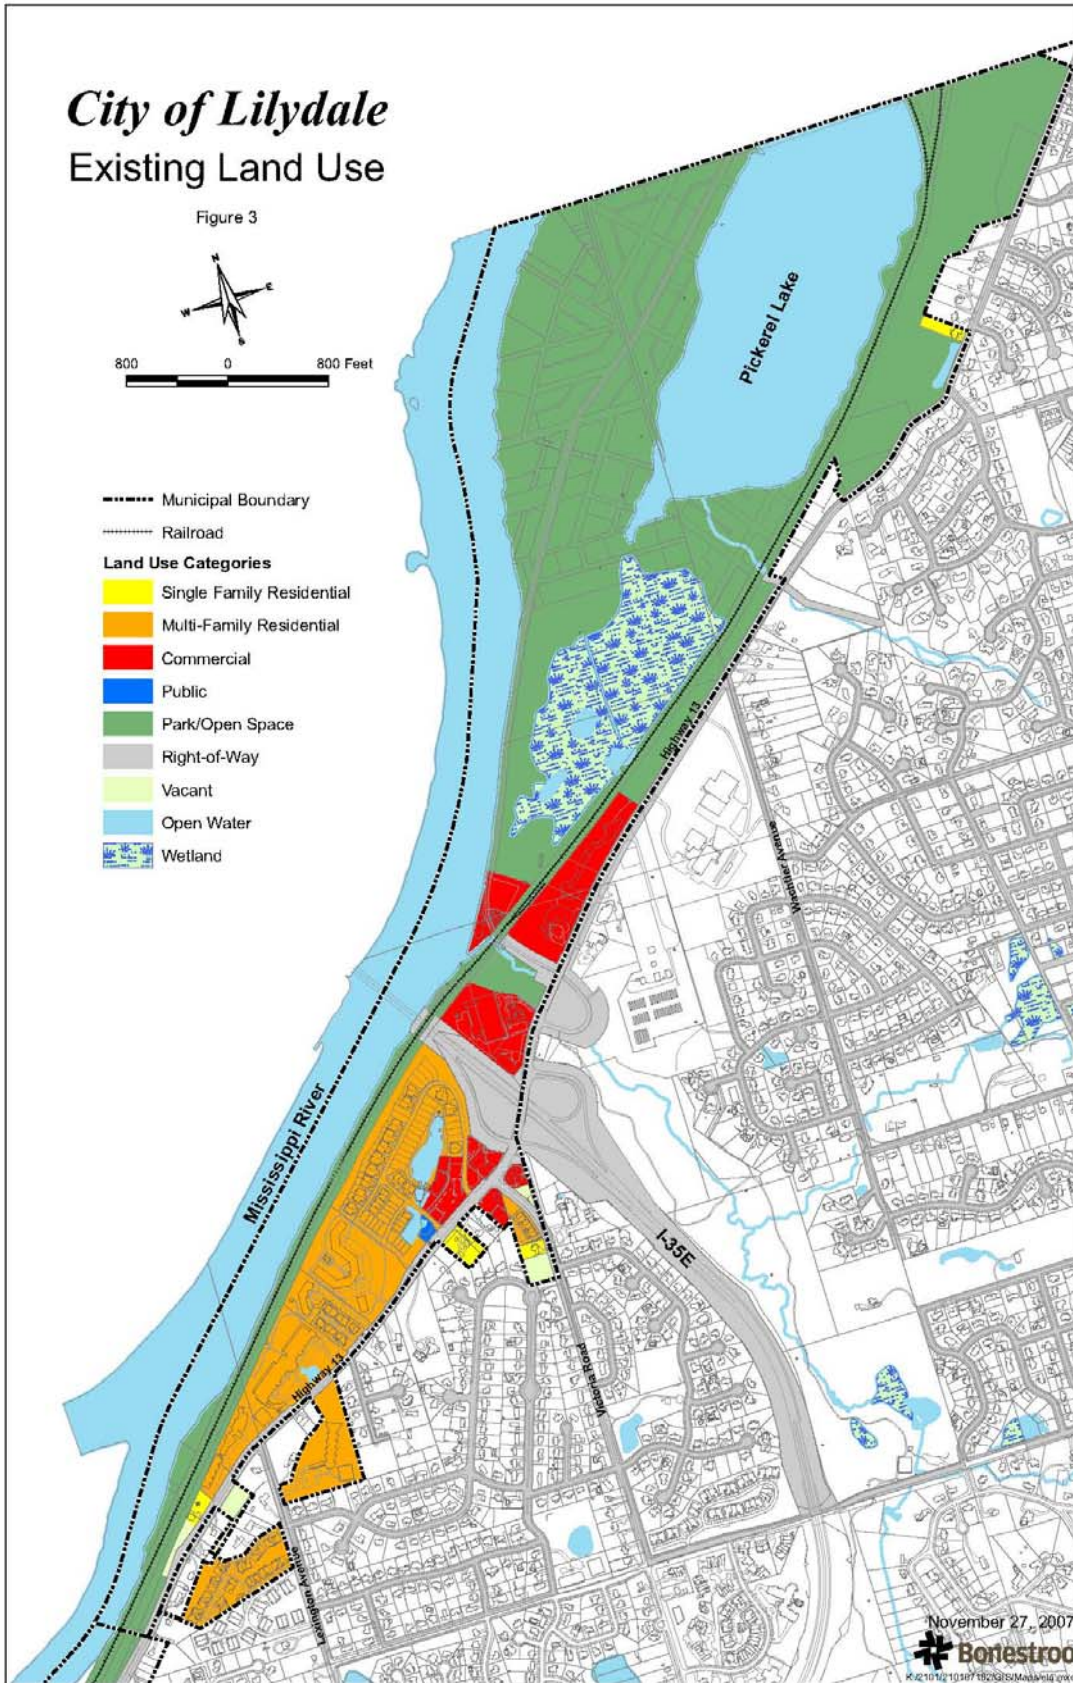 City of Lilydale
Existing Land Use
Figure 3
N
E
W
S
800 0 800 Feet
Municipal Boundary
Railroad
Land Use Categories
Single Family Residential
Multi-Family Residential
Commercial
Public
Park/Open Space
Right-of-Way
Vacant
Open Water
Wetland
Pickerel Lake
Highway 13
Wachtler Avenue
Mississippi River
I-35E
Victoria Road
Highway 13
Lexington Avenue
November 27, 2007
Bonestroo